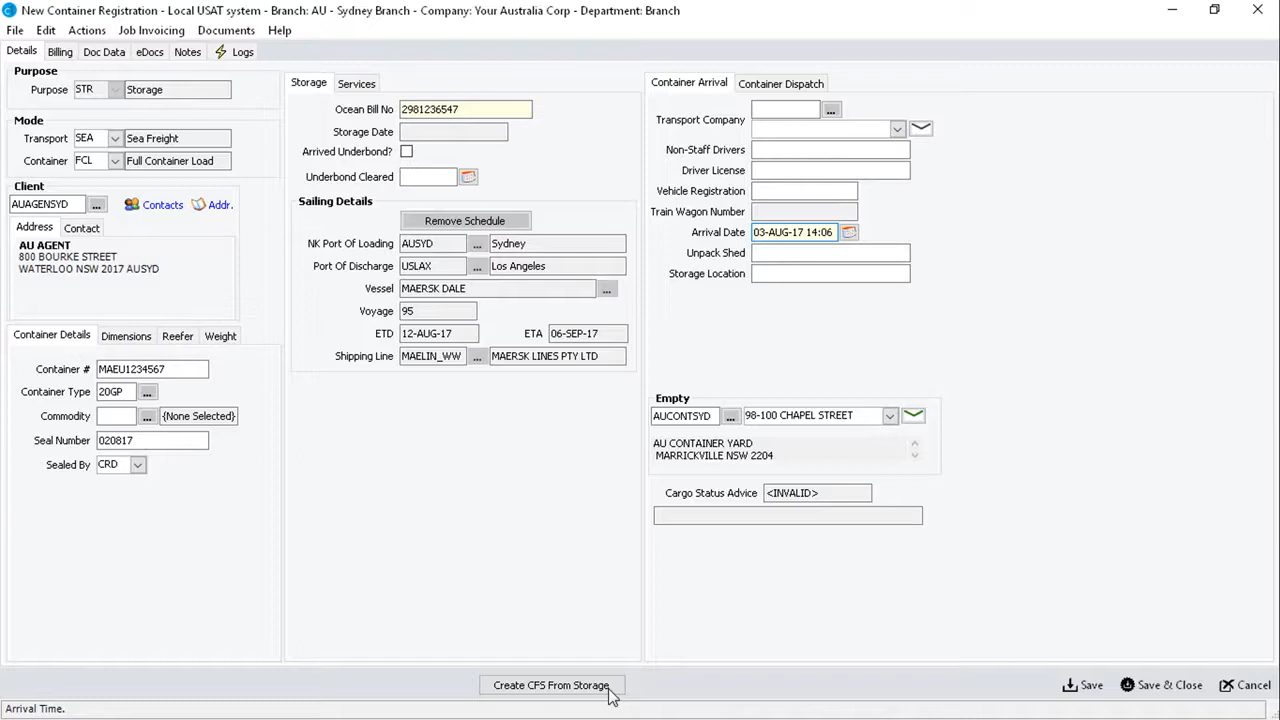 New Container Registration - Local USAT system - Branch: AU - Sydney Branch - Company: Your Australia Corp - Department: Branch
File Edit Actions Job Invoicing Documents Help
Details Billing Doc Data eDocs Notes Logs
Purpose
Purpose STR Storage
Mode
Transport SEA Sea Freight
Container FCL Full Container Load
Client
AUAGENSYD ... Contacts Addr.
Address Contact
AU AGENT
800 BOURKE STREET
WATERLOO NSW 2017 AUSYD
Container Details Dimensions Reefer Weight
Container # MAEU1234567
Container Type 20GP ...
Commodity ... {None Selected}
Seal Number 020817
Sealed By CRD
Storage Services
Ocean Bill No 2981236547
Storage Date
Arrived Underbond?
Underbond Cleared
Sailing Details
Remove Schedule
NK Port Of Loading AUSYD ... Sydney
Port Of Discharge USLAX ... Los Angeles
Vessel MAERSK DALE ...
Voyage 95
ETD 12-AUG-17 ETA 06-SEP-17
Shipping Line MAELIN_WW ... MAERSK LINES PTY LTD
Container Arrival Container Dispatch
Transport Company ...
Non-Staff Drivers
Driver License
Vehicle Registration
Train Wagon Number
Arrival Date 03-AUG-17 14:06
Unpack Shed
Storage Location
Empty
AUCONTSYD ... 98-100 CHAPEL STREET
AU CONTAINER YARD
MARRICKVILLE NSW 2204
Cargo Status Advice <INVALID>
Create CFS From Storage Save Save & Close Cancel
Arrival Time.